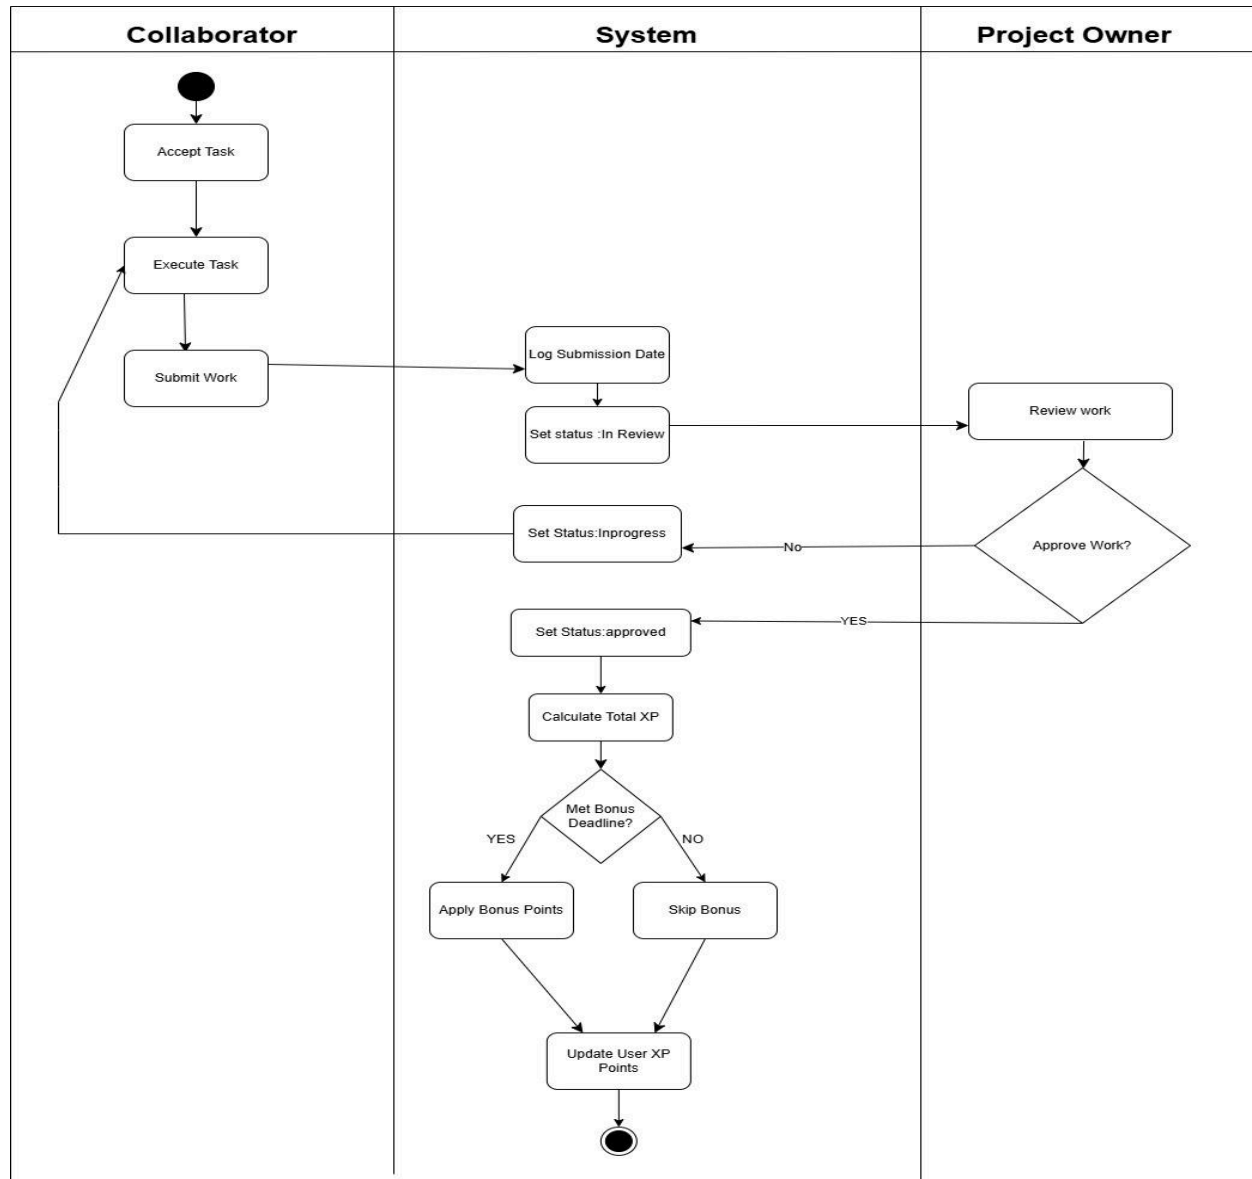 Collaborator
System
Project Owner
Accept Task
Execute Task
Submit Work
Log Submission Date
Set status :In Review
Review work
Approve Work?
No
Set Status:Inprogress
YES
Set Status:approved
Calculate Total XP
Met Bonus
Deadline?
YES
NO
Apply Bonus Points
Skip Bonus
Update User XP
Points